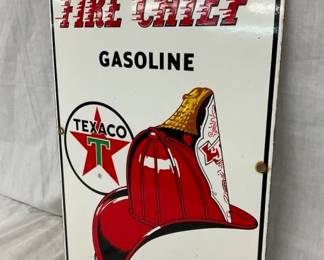 FIRE CHIEF
GASOLINE
TEXACO
T